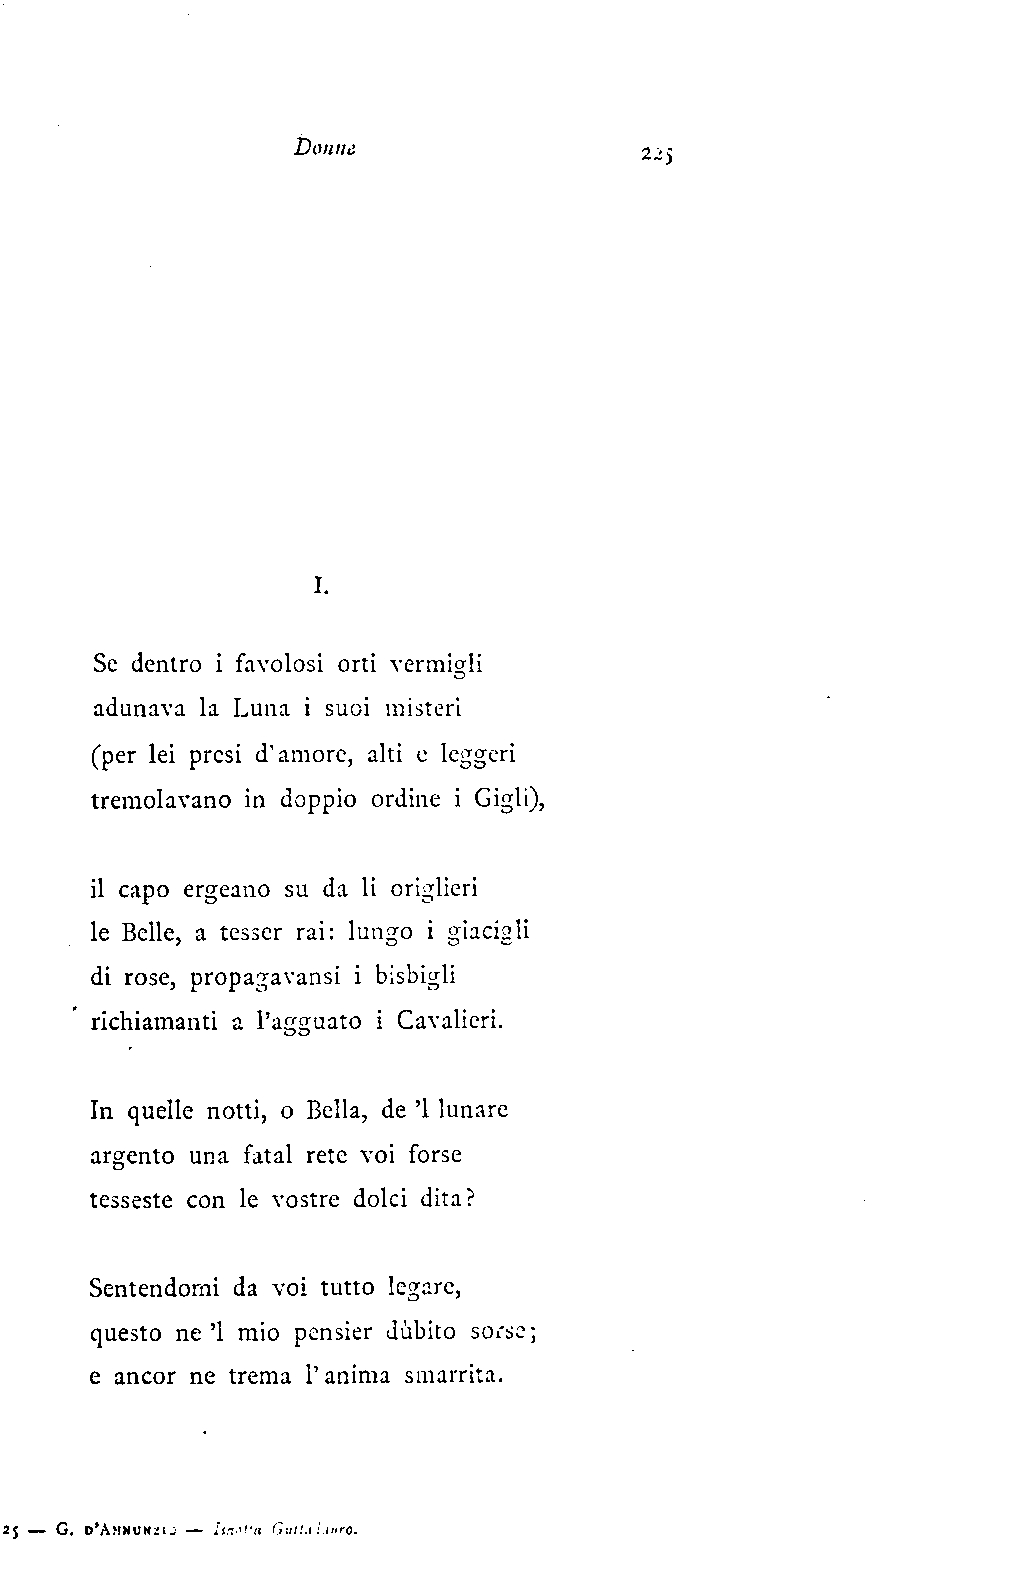 Donne 225
I.
Se dentro i favolosi orti vermigli
adunava la Luna i suoi misteri
(per lei presi d'amore, alti e leggeri
tremolavano in doppio ordine i Gigli),
il capo ergeano su da li origlieri
le Belle, a tesser rai: lungo i giacigli
di rose, propagavansi i bisbigli
richiamanti a l'agguato i Cavalieri.
In quelle notti, o Bella, de 'l lunare
argento una fatal rete voi forse
tesseste con le vostre dolci dita?
Sentendomi da voi tutto legare,
questo ne 'l mio pensier dùbito sorse;
e ancor ne trema l'anima smarrita.
25 — G. D'ANNUNZIO — Isotta Guttadàuro.